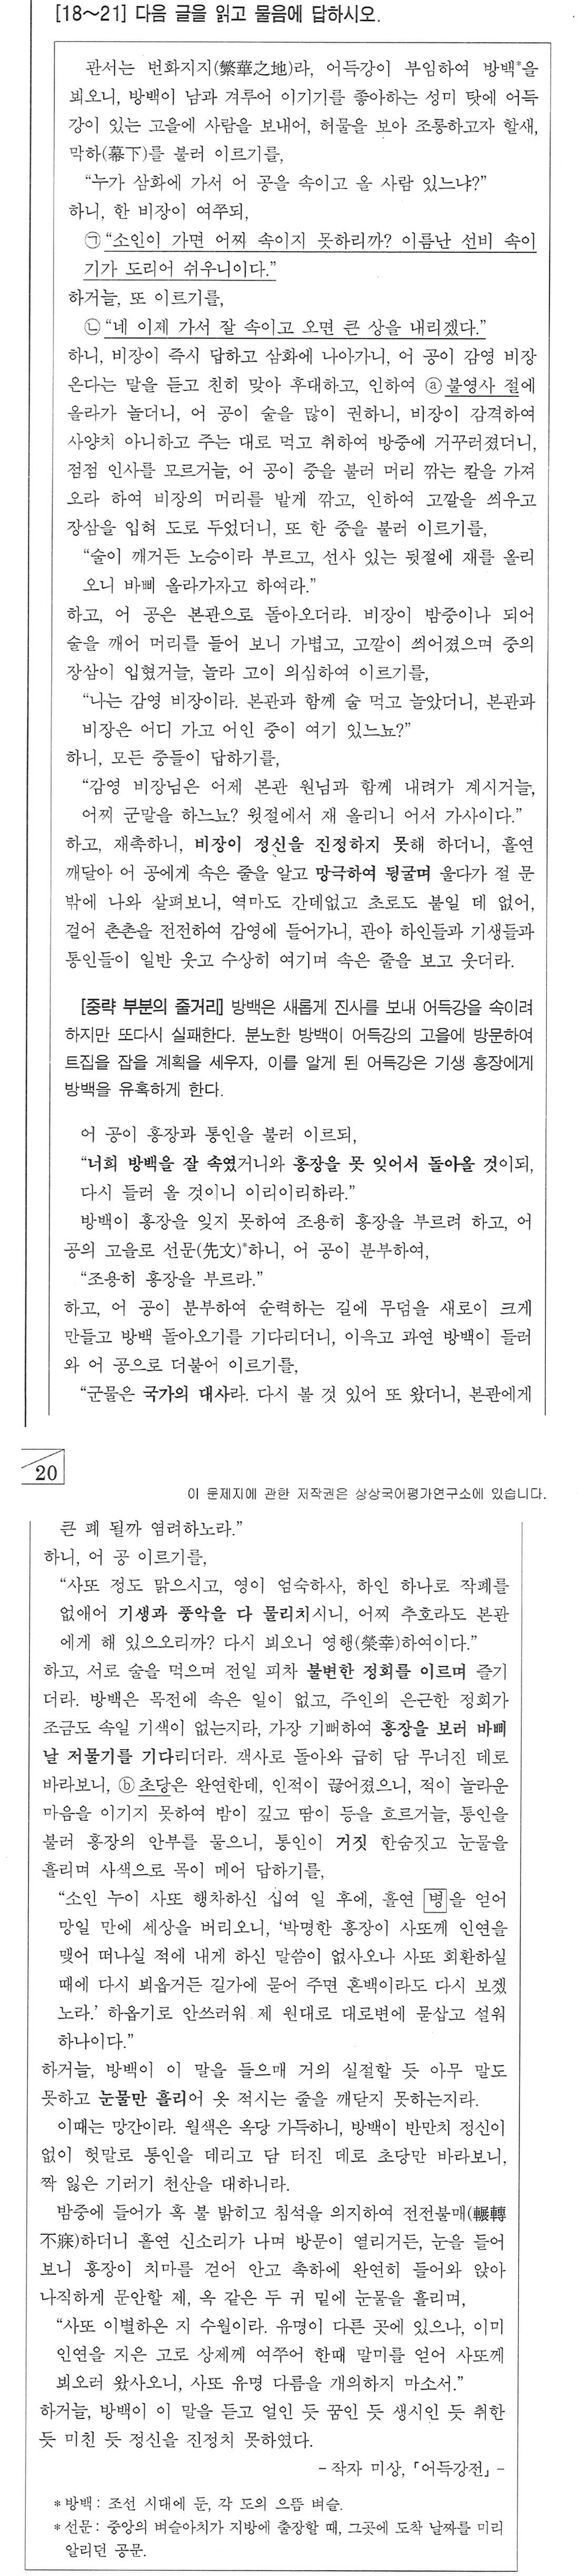 [18~21] 다음 글을 읽고 물음에 답하시오.
관서는 번화지지(繁華之地)라, 어득강이 부임하여 방백*을
뵈오니, 방백이 남과 겨루어 이기기를 좋아하는 성미 탓에 어득
강이 있는 고을에 사람을 보내어, 허물을 보아 조롱하고자 할새,
막하(幕下)를 불러 이르기를,
“누가 삼화에 가서 어 공을 속이고 올 사람 있느냐?”
하니, 한 비장이 여쭈되,
㉠ “소인이 가면 어찌 속이지 못하리까? 이름난 선비 속이
기가 도리어 쉬우니이다.”
하거늘, 또 이르기를,
㉡ “네 이제 가서 잘 속이고 오면 큰 상을 내리겠다.”
하니, 비장이 즉시 답하고 삼화에 나아가니, 어 공이 감영 비장
온다는 말을 듣고 친히 맞아 후대하고, 인하여 ⓐ 불영사 절에
올라가 놀더니, 어 공이 술을 많이 권하니, 비장이 감격하여
사양치 아니하고 주는 대로 먹고 취하여 방중에 거꾸러졌더니,
점점 인사를 모르거늘, 어 공이 중을 불러 머리 깎는 칼을 가져
오라 하여 비장의 머리를 밭게 깎고, 인하여 고깔을 씌우고
장삼을 입혀 도로 두었더니, 또 한 중을 불러 이르기를,
“술이 깨거든 노승이라 부르고, 선사 있는 뒷절에 재를 올리
오니 바삐 올라가자고 하여라.”
하고, 어 공은 본관으로 돌아오더라. 비장이 밤중이나 되어
술을 깨어 머리를 들어 보니 가볍고, 고깔이 씌어졌으며 중의
장삼이 입혔거늘, 놀라 고이 의심하여 이르기를,
“나는 감영 비장이라. 본관과 함께 술 먹고 놀았더니, 본관과
비장은 어디 가고 어인 중이 여기 있느뇨?”
하니, 모든 중들이 답하기를,
“감영 비장님은 어제 본관 원님과 함께 내려가 계시거늘,
어찌 군말을 하느뇨? 윗절에서 재 올리니 어서 가사이다.”
하고, 재촉하니, 비장이 정신을 진정하지 못해 하더니, 홀연
깨달아 어 공에게 속은 줄을 알고 망극하여 뒹굴며 울다가 절 문
밖에 나와 살펴보니, 역마도 간데없고 초로도 붙일 데 없어,
걸어 촌촌을 전전하여 감영에 들어가니, 관아 하인들과 기생들과
통인들이 일반 웃고 수상히 여기며 속은 줄을 보고 웃더라.
[중략 부분의 줄거리] 방백은 새롭게 진사를 보내 어득강을 속이려
하지만 또다시 실패한다. 분노한 방백이 어득강의 고을에 방문하여
트집을 잡을 계획을 세우자, 이를 알게 된 어득강은 기생 홍장에게
방백을 유혹하게 한다.
어 공이 홍장과 통인을 불러 이르되,
“너희 방백을 잘 속였거니와 홍장을 못 잊어서 돌아올 것이되,
다시 들러 올 것이니 이리이리하라.”
방백이 홍장을 잊지 못하여 조용히 홍장을 부르려 하고, 어
공의 고을로 선문(先文)*하니, 어 공이 분부하여,
“조용히 홍장을 부르라.”
하고, 어 공이 분부하여 순력하는 길에 무덤을 새로이 크게
만들고 방백 돌아오기를 기다리더니, 이윽고 과연 방백이 들러
와 어 공으로 더불어 이르기를,
“군물은 국가의 대사라. 다시 볼 것 있어 또 왔더니, 본관에게
20
이 문제지에 관한 저작권은 상상국어평가연구소에 있습니다.
큰 폐 될까 염려하노라.”
하니, 어 공 이르기를,
“사또 정도 맑으시고, 영이 엄숙하사, 하인 하나로 작폐를
없애어 기생과 풍악을 다 물리치시니, 어찌 추호라도 본관
에게 해 있으오리까? 다시 뵈오니 영행(榮幸)하여이다.”
하고, 서로 술을 먹으며 전일 피차 불변한 정회를 이르며 즐기
더라. 방백은 목전에 속은 일이 없고, 주인의 은근한 정회가
조금도 속일 기색이 없는지라, 가장 기뻐하여 홍장을 보러 바삐
날 저물기를 기다리더라. 객사로 돌아와 급히 담 무너진 데로
바라보니, ⓑ 초당은 완연한데, 인적이 끊어졌으니, 적이 놀라운
마음을 이기지 못하여 밤이 깊고 땀이 등을 흐르거늘, 통인을
불러 홍장의 안부를 물으니, 통인이 거짓 한숨짓고 눈물을
흘리며 사색으로 목이 메어 답하기를,
“소인 누이 사또 행차하신 십여 일 후에, 홀연 병을 얻어
망일 만에 세상을 버리오니, ‘박명한 홍장이 사또께 인연을
맺어 떠나실 적에 내게 하신 말씀이 없사오나 사또 회환하실
때에 다시 뵈옵거든 길가에 묻어 주면 혼백이라도 다시 보겠
노라.’ 하옵기로 안쓰러워 제 원대로 대로변에 묻삽고 설워
하나이다.”
하거늘, 방백이 이 말을 들으매 거의 실절할 듯 아무 말도
못하고 눈물만 흘리어 옷 적시는 줄을 깨닫지 못하는지라.
이때는 망간이라. 월색은 옥당 가득하니, 방백이 반만치 정신이
없이 헛말로 통인을 데리고 담 터진 데로 초당만 바라보니,
짝 잃은 기러기 천산을 대하니라.
밤중에 들어가 혹 불 밝히고 침석을 의지하여 전전불매(輾轉
不寐)하더니 홀연 신소리가 나며 방문이 열리거든, 눈을 들어
보니 홍장이 치마를 걷어 안고 촉하에 완연히 들어와 앉아
나직하게 문안할 제, 옥 같은 두 귀 밑에 눈물을 흘리며,
“사또 이별하온 지 수월이라. 유명이 다른 곳에 있으나, 이미
인연을 지은 고로 상제께 여쭈어 한때 말미를 얻어 사또께
뵈오러 왔사오니, 사또 유명 다름을 개의하지 마소서.”
하거늘, 방백이 이 말을 듣고 얼인 듯 꿈인 듯 생시인 듯 취한
듯 미친 듯 정신을 진정치 못하였다.
- 작자 미상, 「어득강전」 -
* 방백 : 조선 시대에 둔, 각 도의 으뜸 벼슬.
* 선문 : 중앙의 벼슬아치가 지방에 출장할 때, 그곳에 도착 날짜를 미리
알리던 공문.